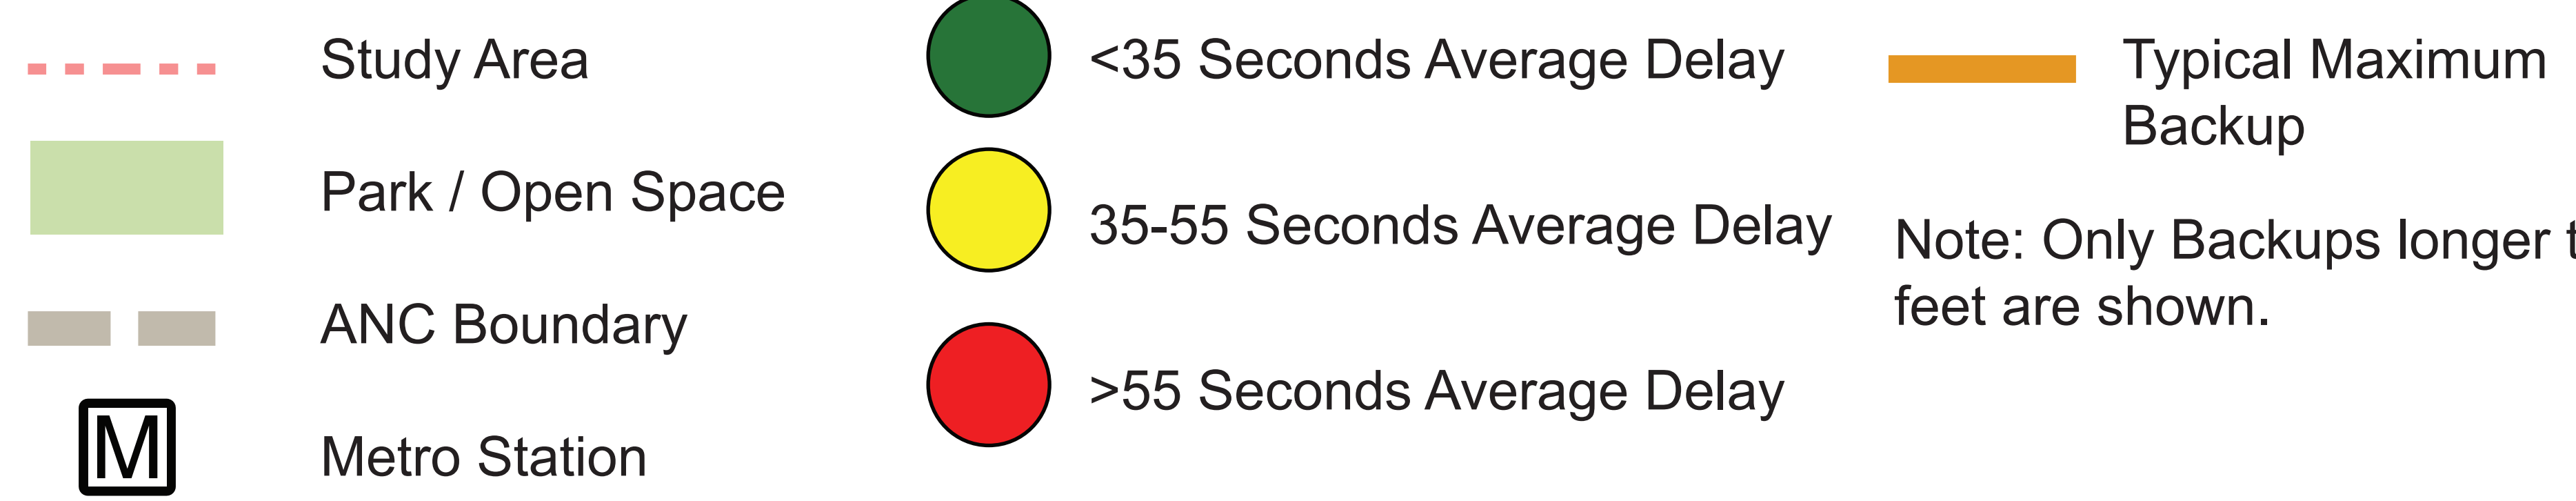 Study Area
Park / Open Space
ANC Boundary
M
Metro Station
<35 Seconds Average Delay
35-55 Seconds Average Delay
>55 Seconds Average Delay
Typical Maximum
Backup
Note: Only Backups longer
feet are shown.